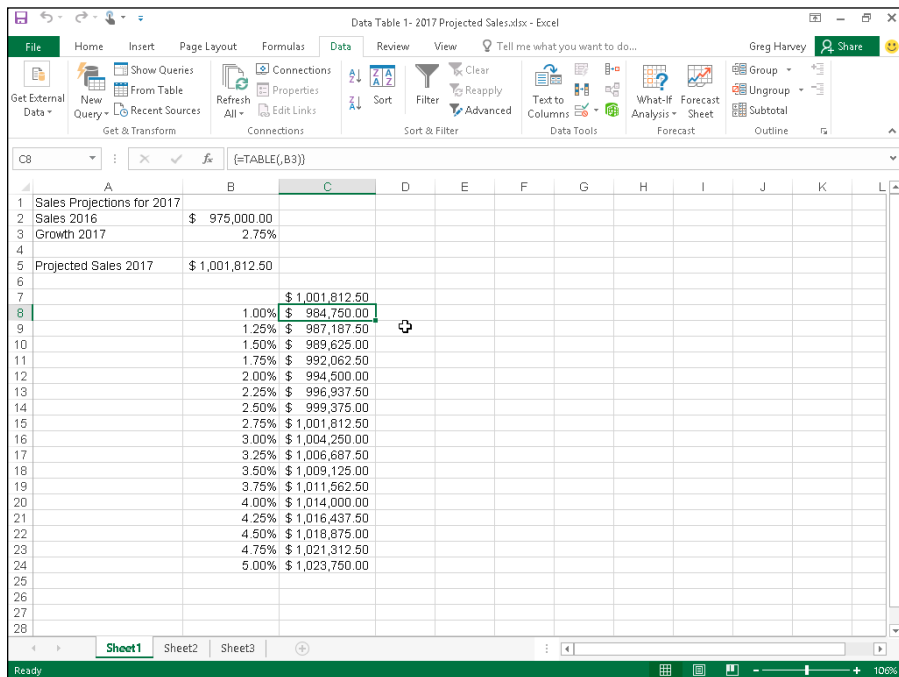 Data Table 1- 2017 Projected Sales.xlsx - Excel
File Home Insert Page Layout Formulas Data Review View Tell me what you want to do... Greg Harvey Share
Get External Data
New Query
Show Queries
From Table
Recent Sources
Get & Transform
Refresh All
Connections
Properties
Edit Links
Connections
A Z
Z A
Z A A Z
Sort
Filter
Clear
Reapply
Advanced
Sort & Filter
Text to Columns
Data Tools
What-If Analysis
Forecast Sheet
Forecast
Group
Ungroup
Subtotal
Outline
C8 fx {=TABLE(,B3)}
A B C D E F G H I J K L
1 Sales Projections for 2017
2 Sales 2016 $ 975,000.00
3 Growth 2017 2.75%
4
5 Projected Sales 2017 $ 1,001,812.50
6
7 $ 1,001,812.50
8 1.00% $ 984,750.00
9 1.25% $ 987,187.50
10 1.50% $ 989,625.00
11 1.75% $ 992,062.50
12 2.00% $ 994,500.00
13 2.25% $ 996,937.50
14 2.50% $ 999,375.00
15 2.75% $ 1,001,812.50
16 3.00% $ 1,004,250.00
17 3.25% $ 1,006,687.50
18 3.50% $ 1,009,125.00
19 3.75% $ 1,011,562.50
20 4.00% $ 1,014,000.00
21 4.25% $ 1,016,437.50
22 4.50% $ 1,018,875.00
23 4.75% $ 1,021,312.50
24 5.00% $ 1,023,750.00
25
26
27
28
Sheet1 Sheet2 Sheet3
Ready 106%